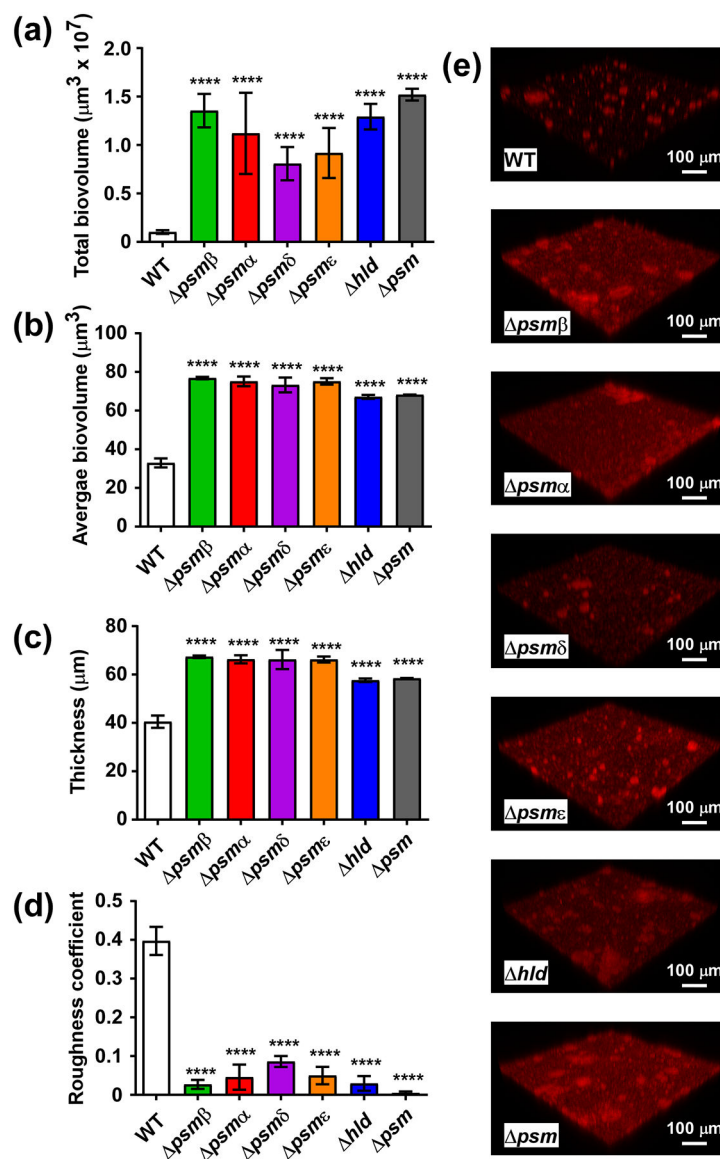 (a)
Total biovolume (μm³ x 10⁷)
2.0
1.5
1.0
0.5
0
****
****
****
****
****
****
WT
Δpsmβ
Δpsmα
Δpsmδ
Δpsmε
Δhld
Δpsm
(b)
Avergae biovolume (μm³)
100
80
60
40
20
0
****
****
****
****
****
****
WT
Δpsmβ
Δpsmα
Δpsmδ
Δpsmε
Δhld
Δpsm
(c)
Thickness (μm)
80
60
40
20
0
****
****
****
****
****
****
WT
Δpsmβ
Δpsmα
Δpsmδ
Δpsmε
Δhld
Δpsm
(d)
Roughness coefficient
0.5
0.4
0.3
0.2
0.1
0
****
****
****
****
****
****
WT
Δpsmβ
Δpsmα
Δpsmδ
Δpsmε
Δhld
Δpsm
(e)
WT
100 μm
Δpsmβ
100 μm
Δpsmα
100 μm
Δpsmδ
100 μm
Δpsmε
100 μm
Δhld
100 μm
Δpsm
100 μm